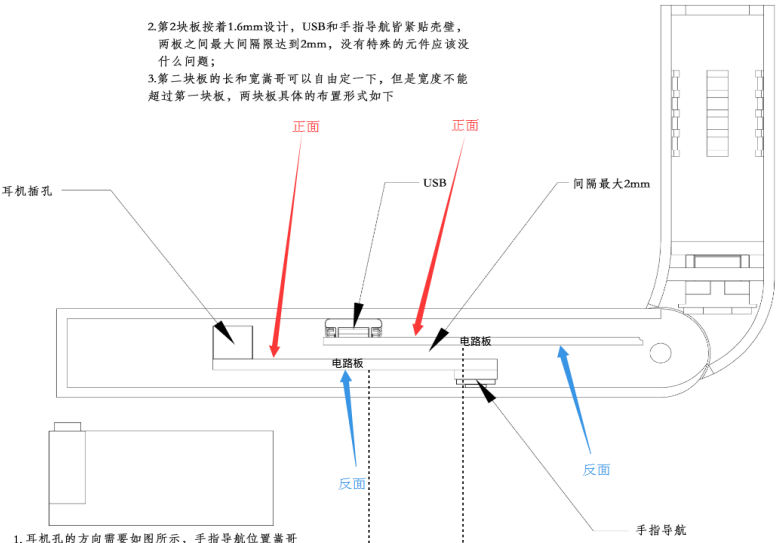 2.第2块板按着1.6mm设计，USB和手指导航皆紧贴壳壁，
两板之间最大间隔限达到2mm，没有特殊的元件应该没
什么问题；
3.第二块板的长和宽嵩哥可以自由定一下，但是宽度不能
超过第一块板，两块板具体的布置形式如下
正面
正面
耳机插孔
USB
间隔最大2mm
电路板
电路板
反面
反面
手指导航
1.耳机孔的方向需要如图所示，手指导航位置嵩哥